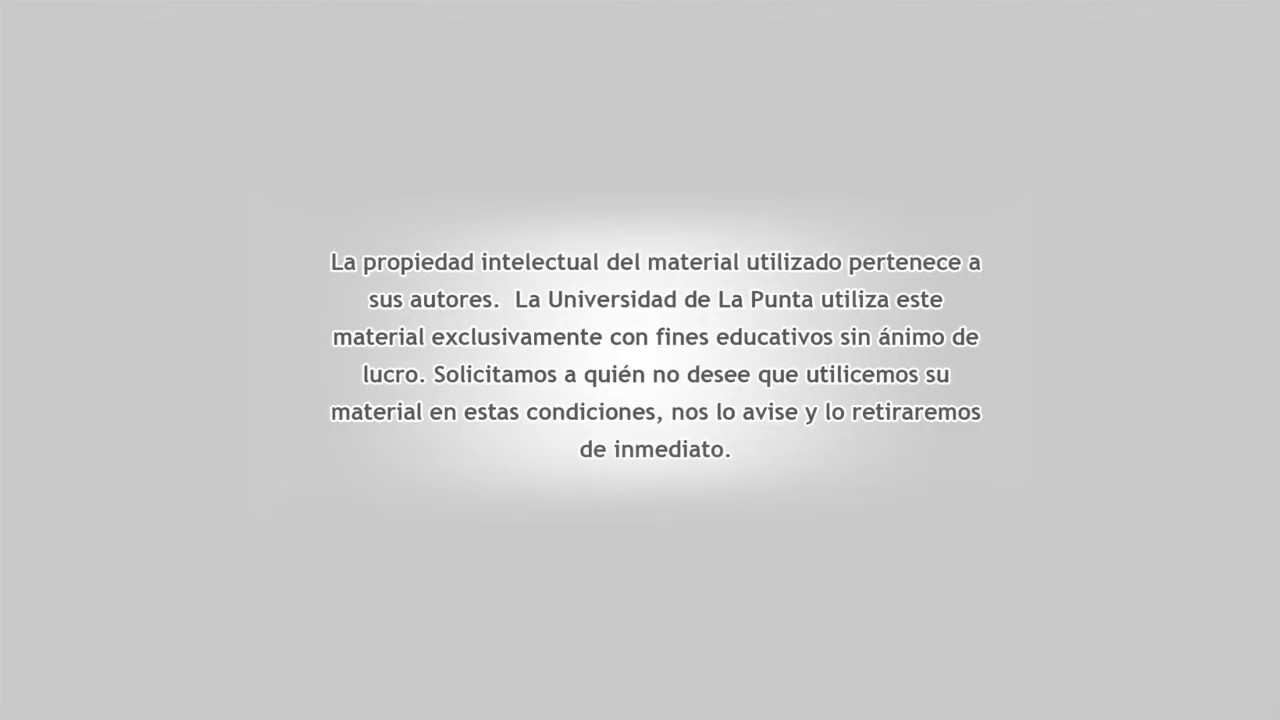 La propiedad intelectual del material utilizado pertenece a
sus autores.  La Universidad de La Punta utiliza este
material exclusivamente con fines educativos sin ánimo de
lucro. Solicitamos a quién no desee que utilicemos su
material en estas condiciones, nos lo avise y lo retiraremos
de inmediato.